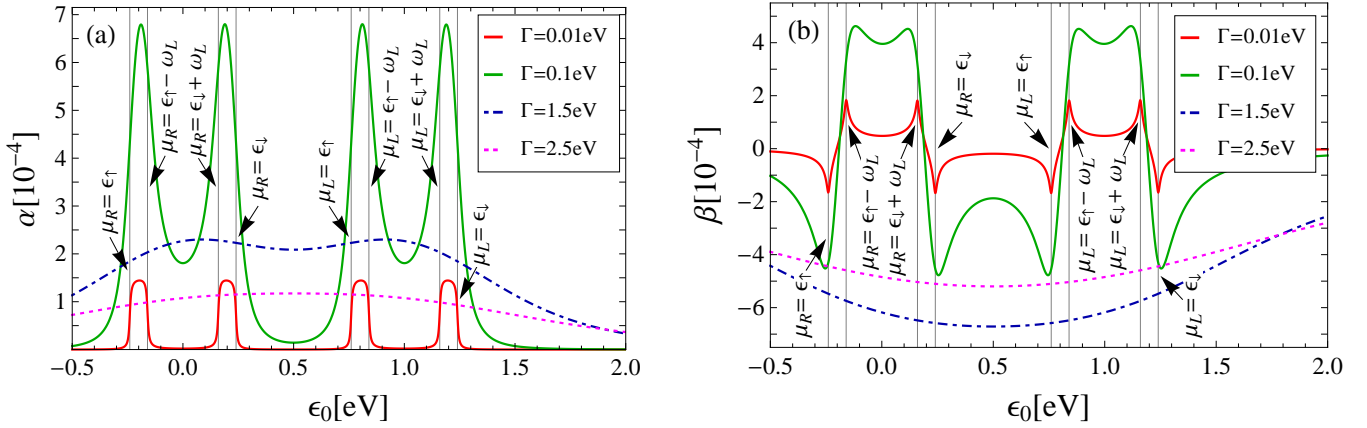 (a)
Γ=0.01eV
Γ=0.1eV
Γ=1.5eV
Γ=2.5eV
μR= ϵ↑
μR= ϵ↑− ωL
μR= ϵ↓+ ωL
μR= ϵ↓
μL= ϵ↑
μL= ϵ↑− ωL
μL= ϵ↓+ ωL
μL= ϵ↓
α[10⁻⁴]
7
6
5
4
3
2
1
−0.5
0.0
0.5
1.0
1.5
2.0
ϵ0[eV]
(b)
Γ=0.01eV
Γ=0.1eV
Γ=1.5eV
Γ=2.5eV
μR= ϵ↑
μR= ϵ↑− ωL
μR= ϵ↓+ ωL
μR= ϵ↓
μL= ϵ↑
μL= ϵ↑− ωL
μL= ϵ↓+ ωL
μL= ϵ↓
β[10⁻⁴]
4
2
0
−2
−4
−6
−0.5
0.0
0.5
1.0
1.5
2.0
ϵ0[eV]